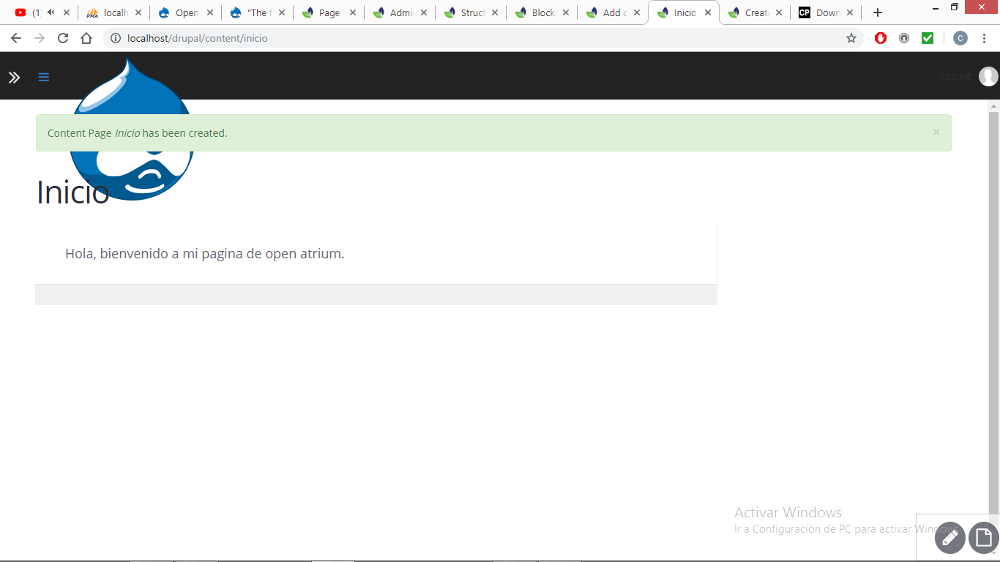 (1)
localh
Open
"The f
Page
Admi
Struct
Block
Add c
Inicio
Creat
CP
Down
localhost/drupal/content/inicio
C
cosme
Content Page Inicio has been created.
×
Inicio
Hola, bienvenido a mi pagina de open atrium.
Activar Windows
Ir a Configuración de PC para activar Windows.